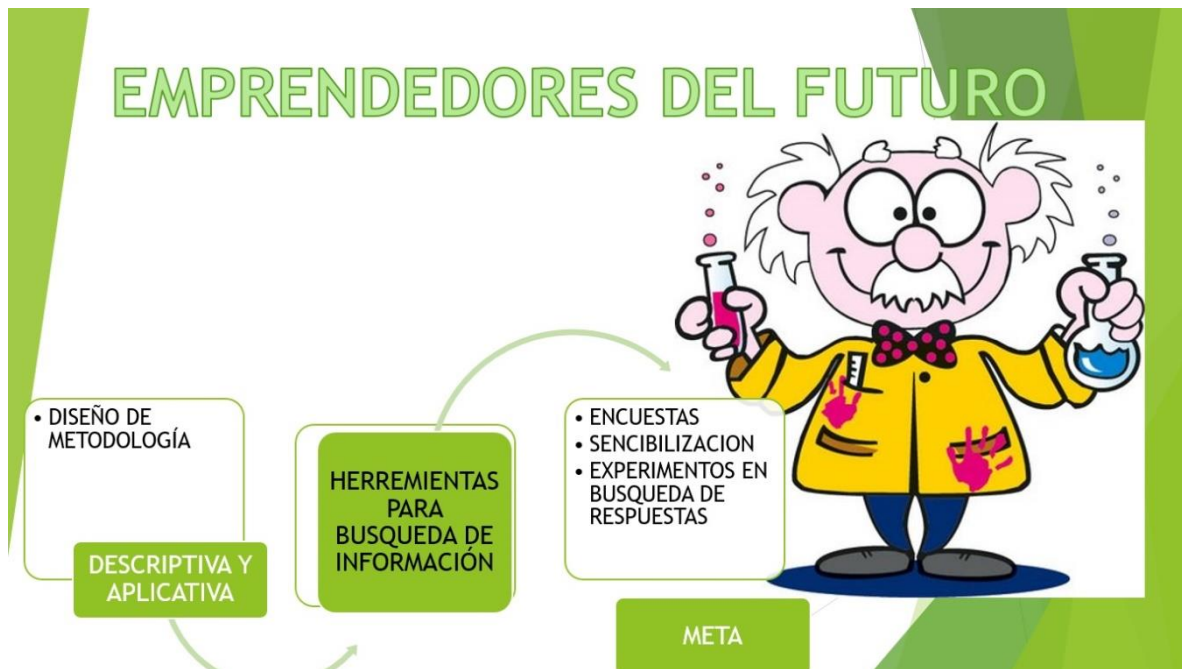 EMPRENDEDORES DEL FUTURO
• DISEÑO DE
METODOLOGÍA
DESCRIPTIVA Y
APLICATIVA
HERREMIENTAS
PARA
BUSQUEDA DE
INFORMACIÓN
• ENCUESTAS
• SENCIBILIZACION
• EXPERIMENTOS EN
BUSQUEDA DE
RESPUESTAS
META